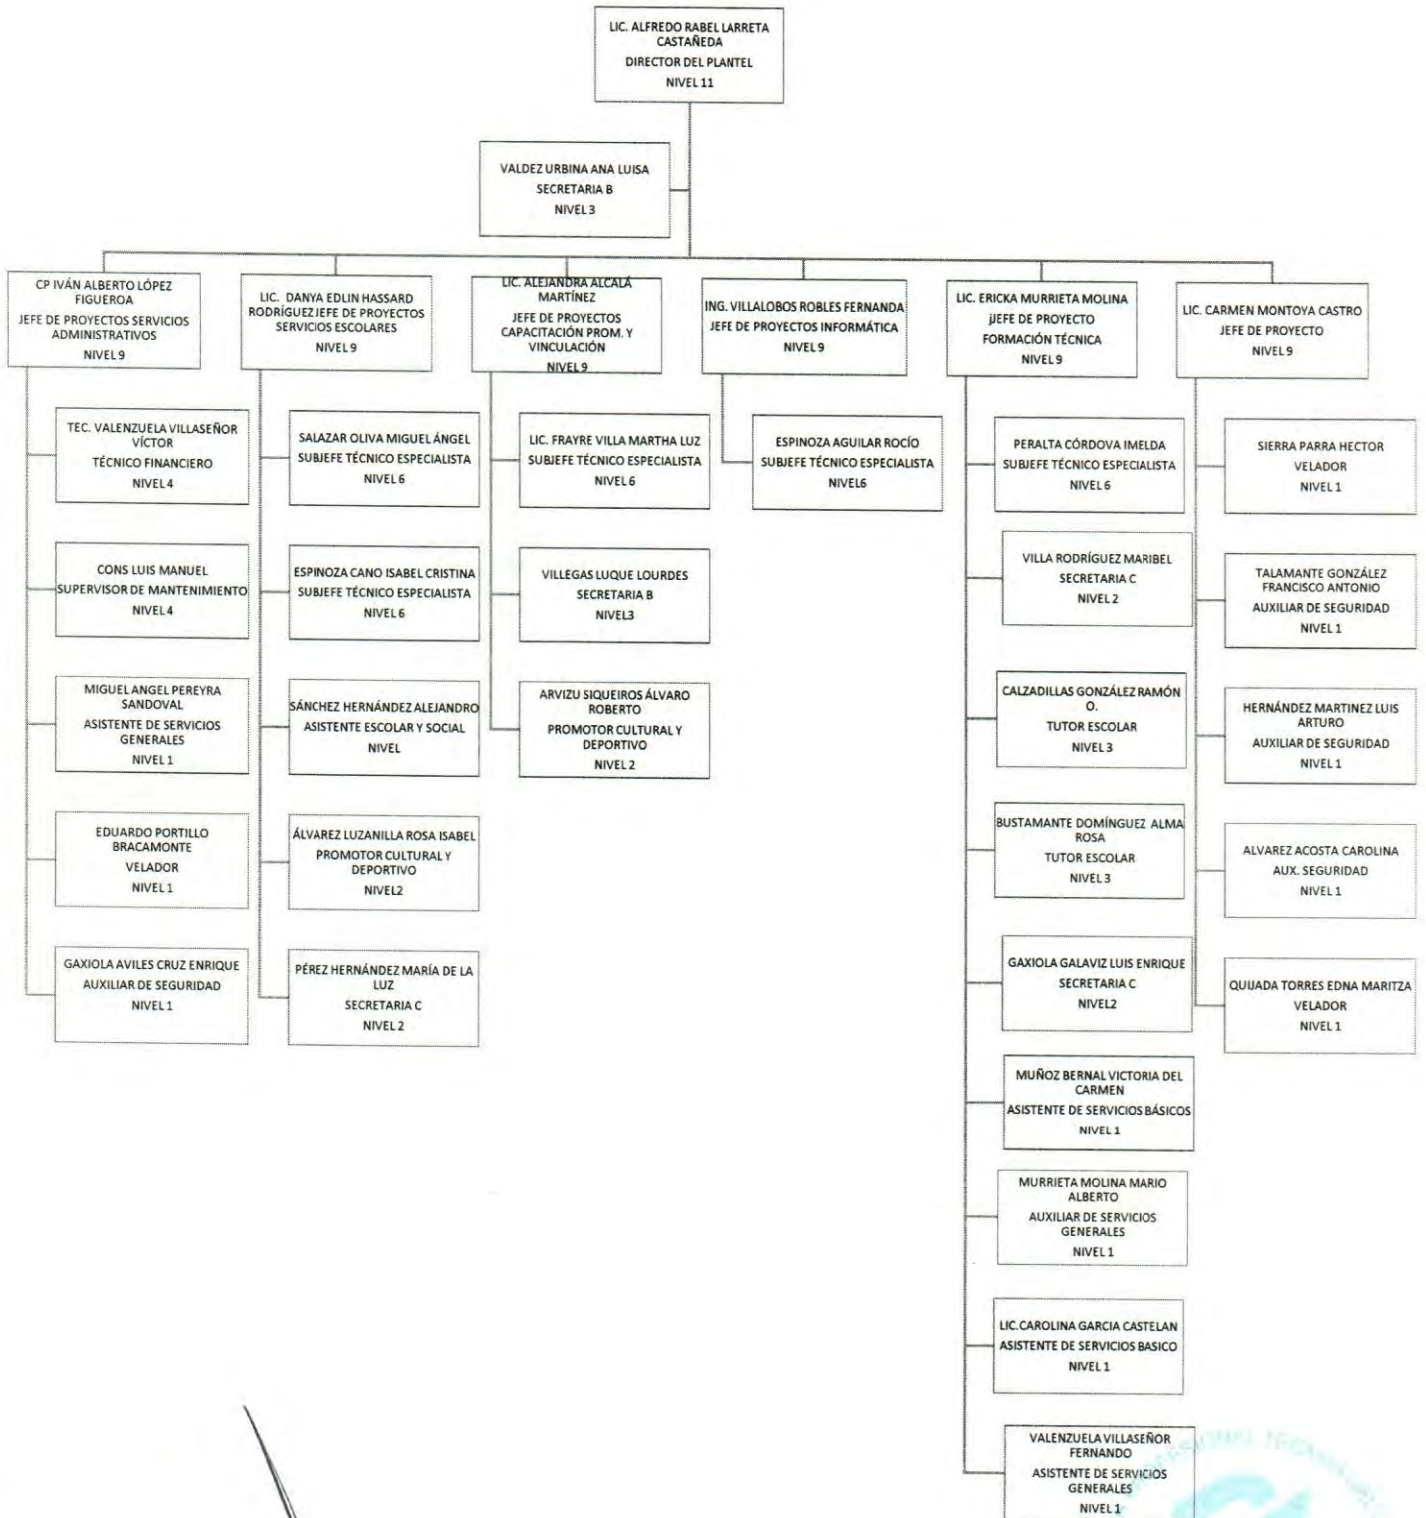 LIC. ALFREDO RABEL LARRETA
CASTAÑEDA
DIRECTOR DEL PLANTEL
NIVEL 11
VALDEZ URBINA ANA LUISA
SECRETARIA B
NIVEL 3
CP IVÁN ALBERTO LÓPEZ
FIGUEROA
JEFE DE PROYECTOS SERVICIOS
ADMINISTRATIVOS
NIVEL 9
TEC. VALENZUELA VILLASEÑOR
VÍCTOR
TÉCNICO FINANCIERO
NIVEL 4
CONS LUIS MANUEL
SUPERVISOR DE MANTENIMIENTO
NIVEL 4
MIGUEL ANGEL PEREYRA
SANDOVAL
ASISTENTE DE SERVICIOS
GENERALES
NIVEL 1
EDUARDO PORTILLO
BRACAMONTE
VELADOR
NIVEL 1
GAXIOLA AVILES CRUZ ENRIQUE
AUXILIAR DE SEGURIDAD
NIVEL 1
LIC. DANYA EDLIN HASSARD
RODRÍGUEZ JEFE DE PROYECTOS
SERVICIOS ESCOLARES
NIVEL 9
SALAZAR OLIVA MIGUEL ÁNGEL
SUBJEFE TÉCNICO ESPECIALISTA
NIVEL 6
ESPINOZA CANO ISABEL CRISTINA
SUBJEFE TÉCNICO ESPECIALISTA
NIVEL 6
SÁNCHEZ HERNÁNDEZ ALEJANDRO
ASISTENTE ESCOLAR Y SOCIAL
NIVEL
ÁLVAREZ LUZANILLA ROSA ISABEL
PROMOTOR CULTURAL Y
DEPORTIVO
NIVEL2
PÉREZ HERNÁNDEZ MARÍA DE LA
LUZ
SECRETARIA C
NIVEL 2
LIC. ALEJANDRA ALCALÁ
MARTÍNEZ
JEFE DE PROYECTOS
CAPACITACIÓN PROM. Y
VINCULACIÓN
NIVEL 9
LIC. FRAYRE VILLA MARTHA LUZ
SUBJEFE TÉCNICO ESPECIALISTA
NIVEL 6
VILLEGAS LUQUE LOURDES
SECRETARIA B
NIVEL3
ARVIZU SIQUEIROS ÁLVARO
ROBERTO
PROMOTOR CULTURAL Y
DEPORTIVO
NIVEL 2
ING. VILLALOBOS ROBLES FERNANDA
JEFE DE PROYECTOS INFORMÁTICA
NIVEL 9
ESPINOZA AGUILAR ROCÍO
SUBJEFE TÉCNICO ESPECIALISTA
NIVEL6
LIC. ERICKA MURRIETA MOLINA
jJEFE DE PROYECTO
FORMACIÓN TÉCNICA
NIVEL 9
PERALTA CÓRDOVA IMELDA
SUBJEFE TÉCNICO ESPECIALISTA
NIVEL 6
VILLA RODRÍGUEZ MARIBEL
SECRETARIA C
NIVEL 2
CALZADILLAS GONZÁLEZ RAMÓN
O.
TUTOR ESCOLAR
NIVEL 3
BUSTAMANTE DOMÍNGUEZ ALMA
ROSA
TUTOR ESCOLAR
NIVEL 3
GAXIOLA GALAVIZ LUIS ENRIQUE
SECRETARIA C
NIVEL2
MUÑOZ BERNAL VICTORIA DEL
CARMEN
ASISTENTE DE SERVICIOS BÁSICOS
NIVEL 1
MURRIETA MOLINA MARIO
ALBERTO
AUXILIAR DE SERVICIOS
GENERALES
NIVEL 1
LIC.CAROLINA GARCIA CASTELAN
ASISTENTE DE SERVICIOS BASICO
NIVEL 1
VALENZUELA VILLASEÑOR
FERNANDO
ASISTENTE DE SERVICIOS
GENERALES
NIVEL 1
LIC. CARMEN MONTOYA CASTRO
JEFE DE PROYECTO
NIVEL 9
SIERRA PARRA HECTOR
VELADOR
NIVEL 1
TALAMANTE GONZÁLEZ
FRANCISCO ANTONIO
AUXILIAR DE SEGURIDAD
NIVEL 1
HERNÁNDEZ MARTINEZ LUIS
ARTURO
AUXILIAR DE SEGURIDAD
NIVEL 1
ALVAREZ ACOSTA CAROLINA
AUX. SEGURIDAD
NIVEL 1
QUIJADA TORRES EDNA MARITZA
VELADOR
NIVEL 1